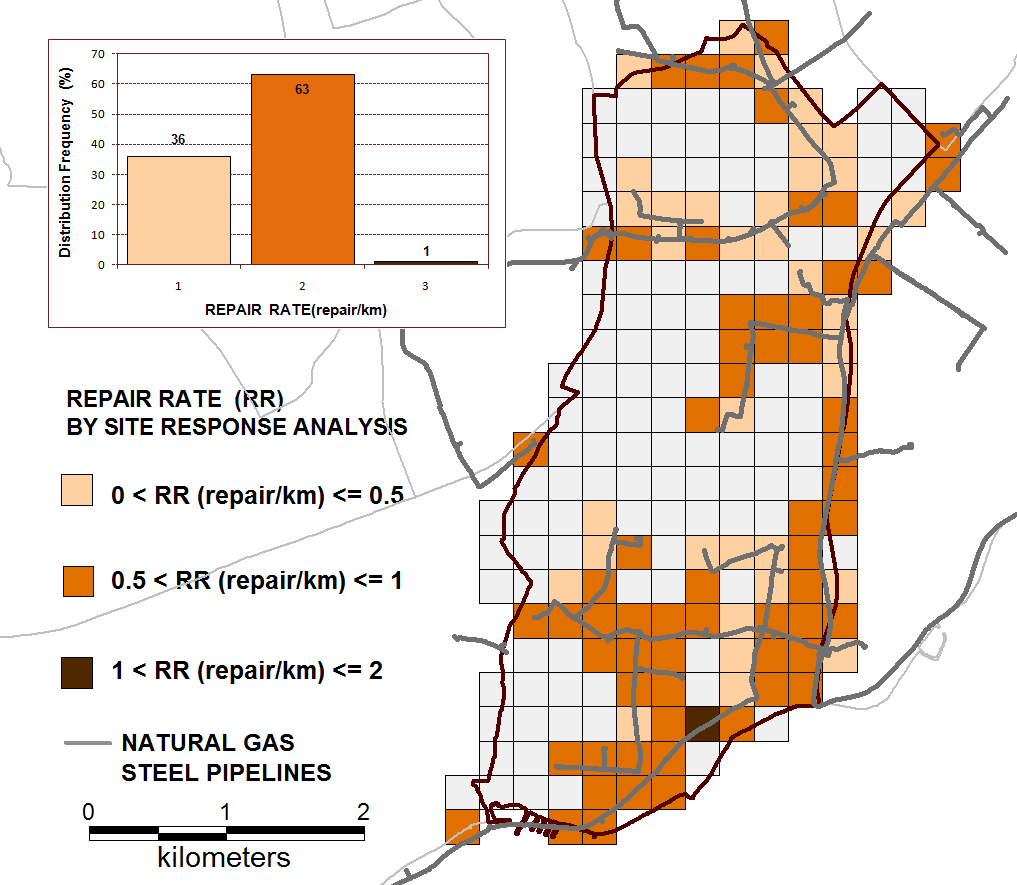 70
60
50
40
30
20
10
0
Distribution Frequency (%)
36
63
1
1 2 3
REPAIR RATE(repair/km)
REPAIR RATE (RR)
BY SITE RESPONSE ANALYSIS
0 < RR (repair/km) <= 0.5
0.5 < RR (repair/km) <= 1
1 < RR (repair/km) <= 2
NATURAL GAS
STEEL PIPELINES
0 1 2
kilometers